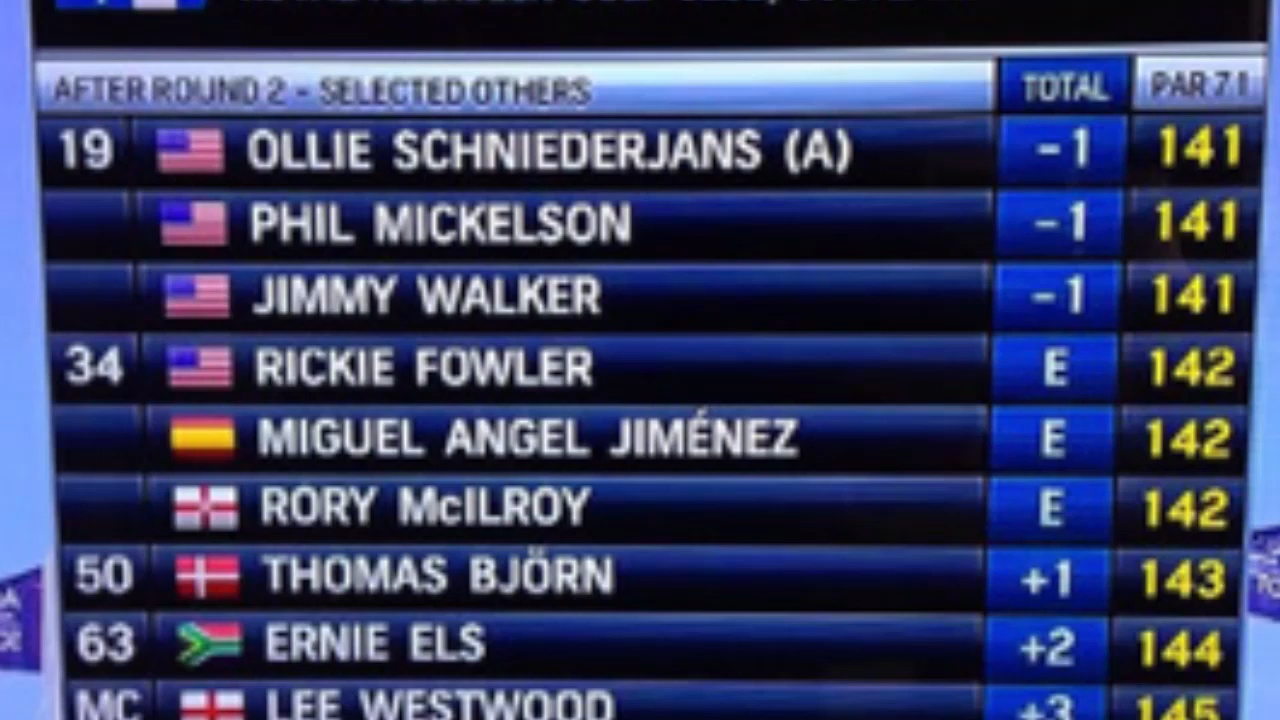 AFTER ROUND 2 - SELECTED OTHERS TOTAL PAR 71
19 OLLIE SCHNIEDERJANS (A) -1 141
PHIL MICKELSON -1 141
JIMMY WALKER -1 141
34 RICKIE FOWLER E 142
MIGUEL ANGEL JIMÉNEZ E 142
RORY McILROY E 142
50 THOMAS BJÖRN +1 143
63 ERNIE ELS +2 144
MC LEE WESTWOOD +3 145